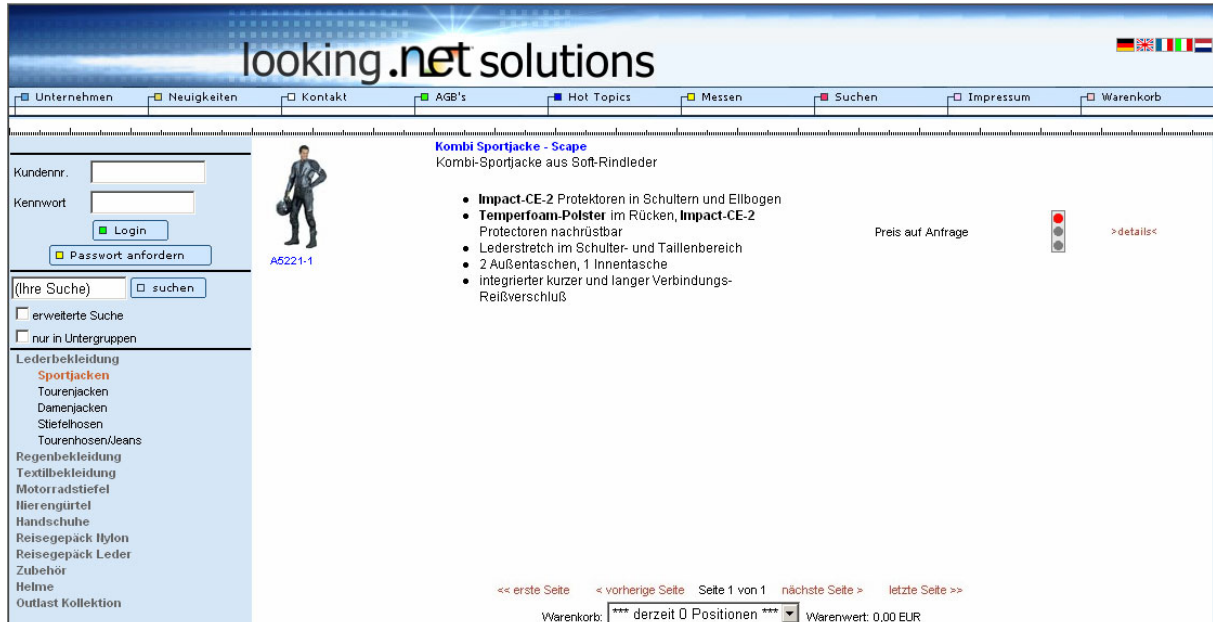 looking.net solutions
Unternehmen
Neuigkeiten
Kontakt
AGB's
Hot Topics
Messen
Suchen
Impressum
Warenkorb
Kundennr.
Kennwort
Login
Passwort anfordern
(Ihre Suche)
suchen
erweiterte Suche
nur in Untergruppen
Lederbekleidung
Sportjacken
Tourenjacken
Damenjacken
Stiefelhosen
Tourenhosen/Jeans
Regenbekleidung
Textilbekleidung
Motorradstiefel
Nierengürtel
Handschuhe
Reisegepäck Nylon
Reisegepäck Leder
Zubehör
Helme
Outlast Kollektion
A5221-1
Kombi Sportjacke - Scape
Kombi-Sportjacke aus Soft-Rindleder
• Impact-CE-2 Protektoren in Schultern und Ellbogen
• Temperfoam-Polster im Rücken, Impact-CE-2
Protectoren nachrüstbar
• Lederstretch im Schulter- und Taillenbereich
• 2 Außentaschen, 1 Innentasche
• integrierter kurzer und langer Verbindungs-
Reißverschluß
Preis auf Anfrage
>details<
<< erste Seite < vorherige Seite Seite 1 von 1 nächste Seite > letzte Seite >>
Warenkorb: *** derzeit 0 Positionen *** Warenwert: 0,00 EUR